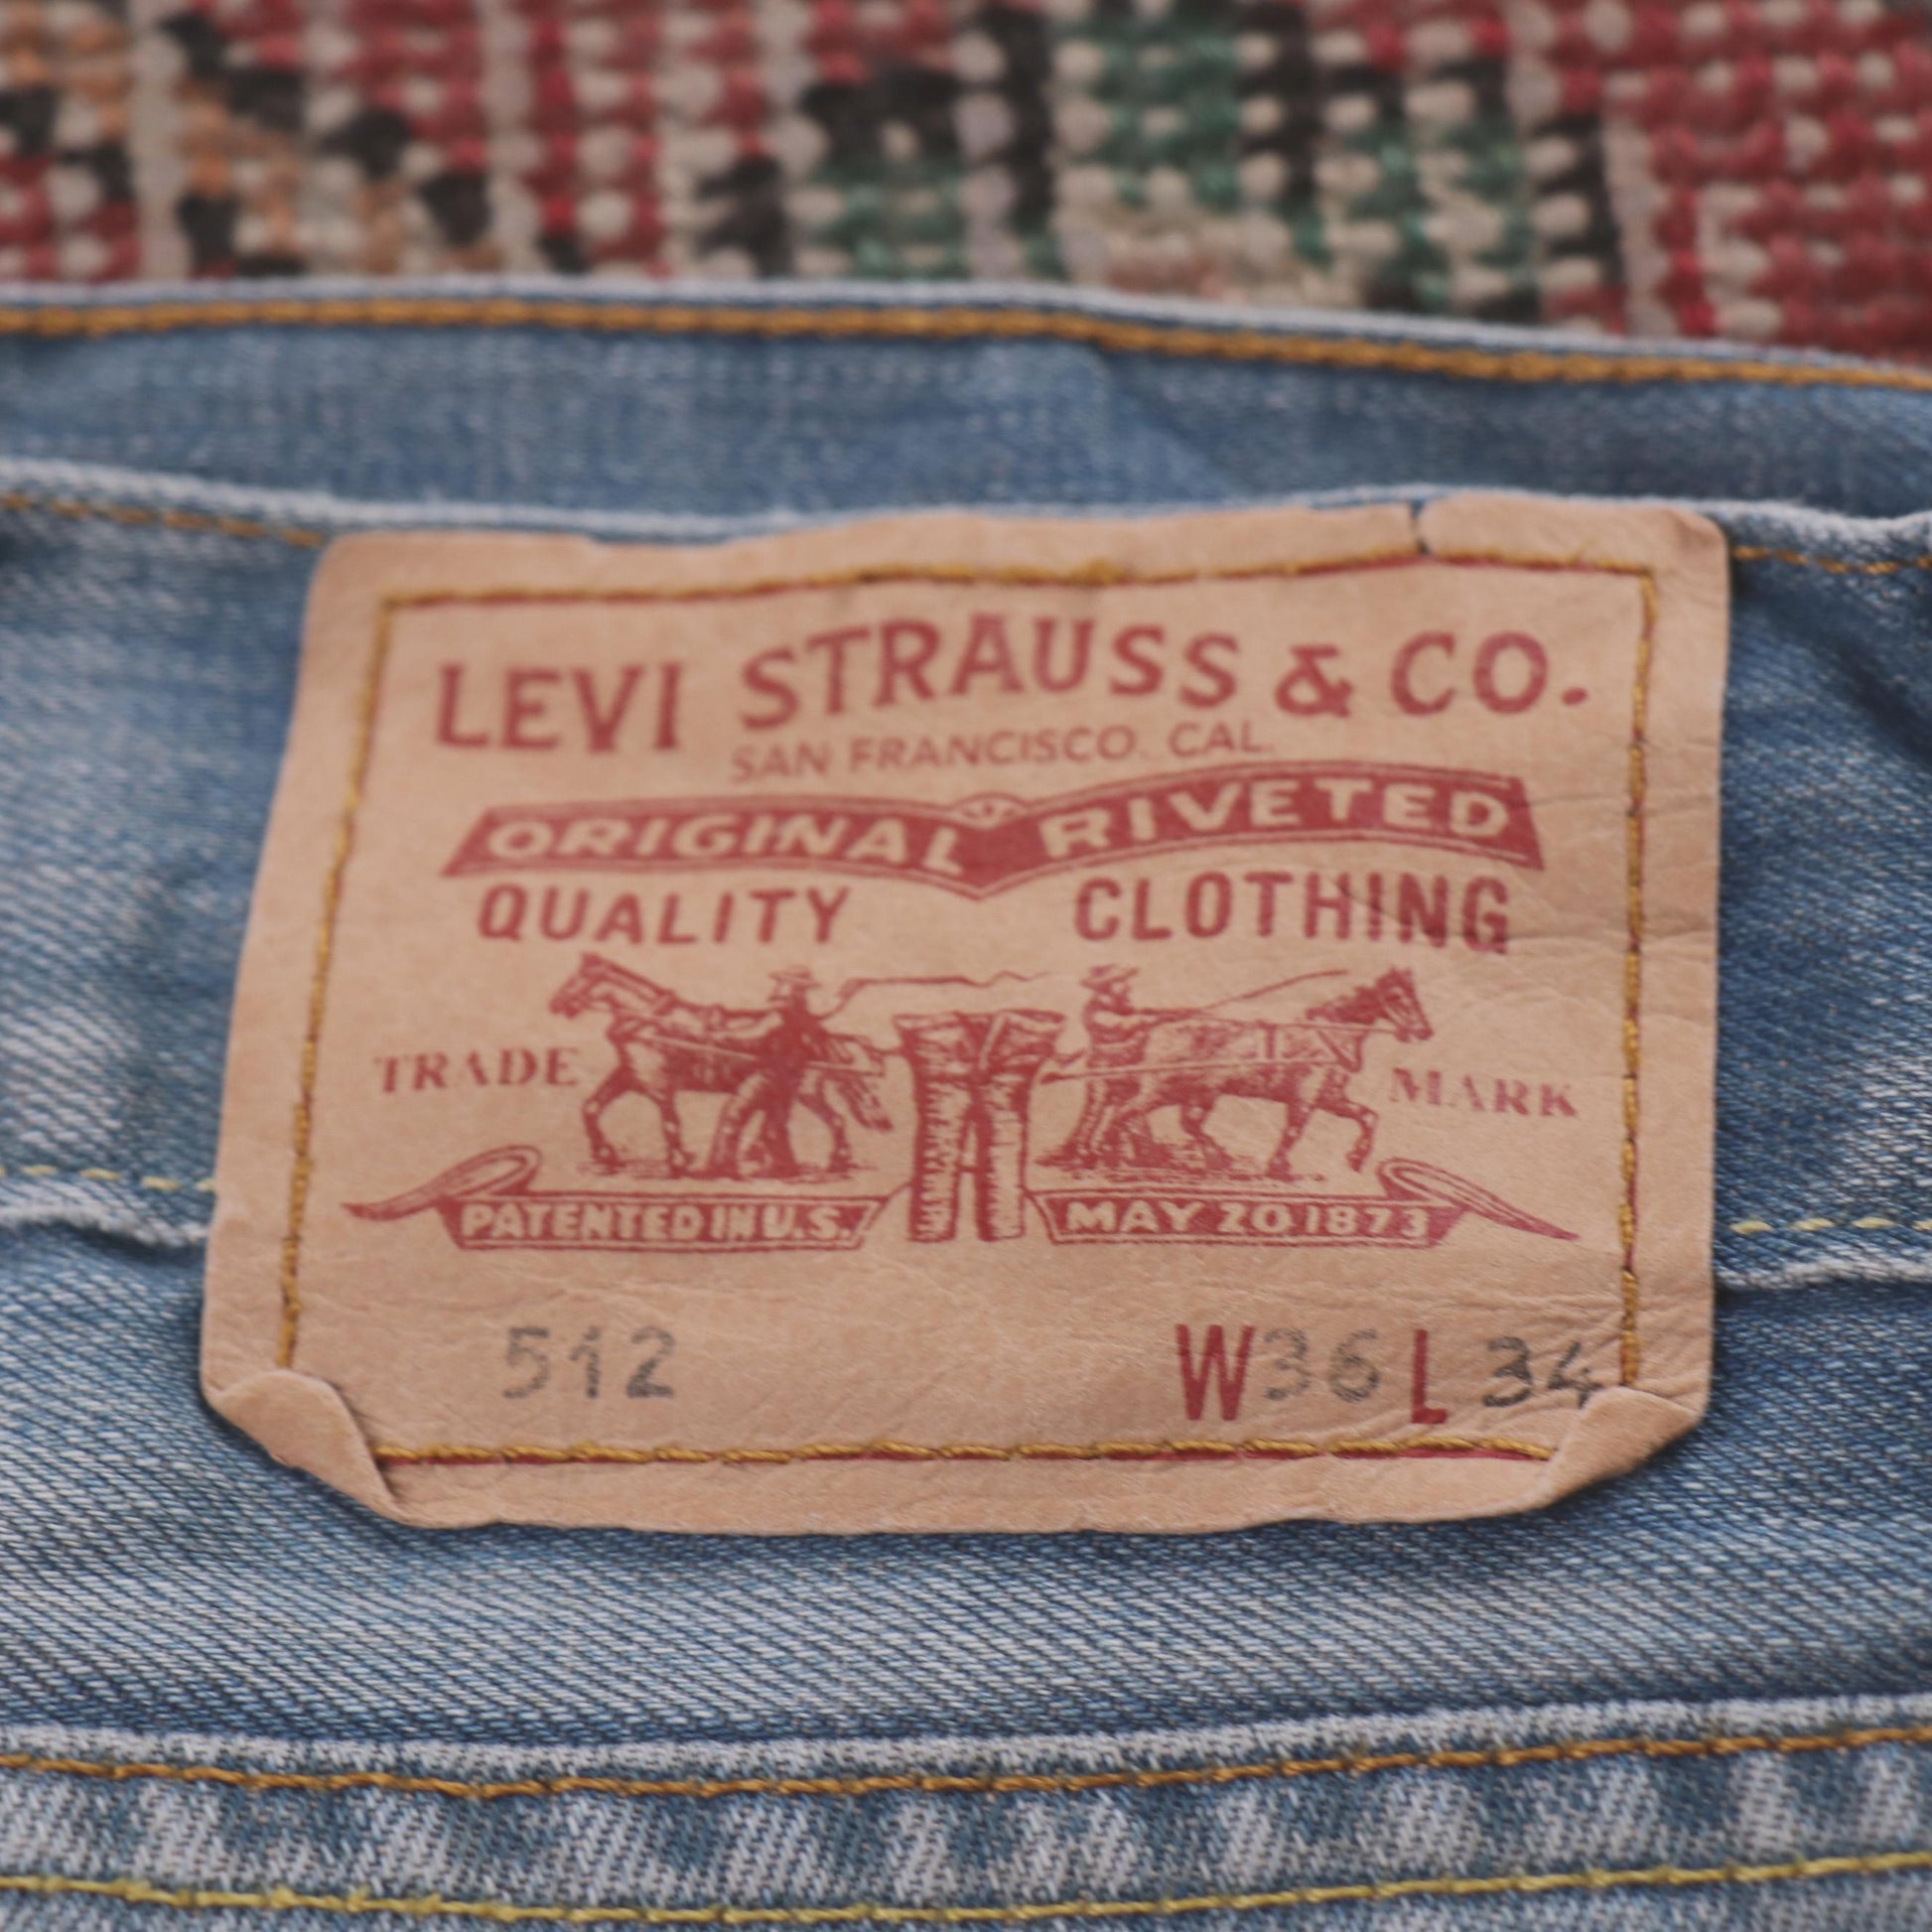 LEVI STRAUSS & CO.
SAN FRANCISCO. CAL.
ORIGINAL RIVETED
QUALITY CLOTHING
TRADE MARK
PATENTED IN U.S. MAY 20 1873
512 W36 L 34